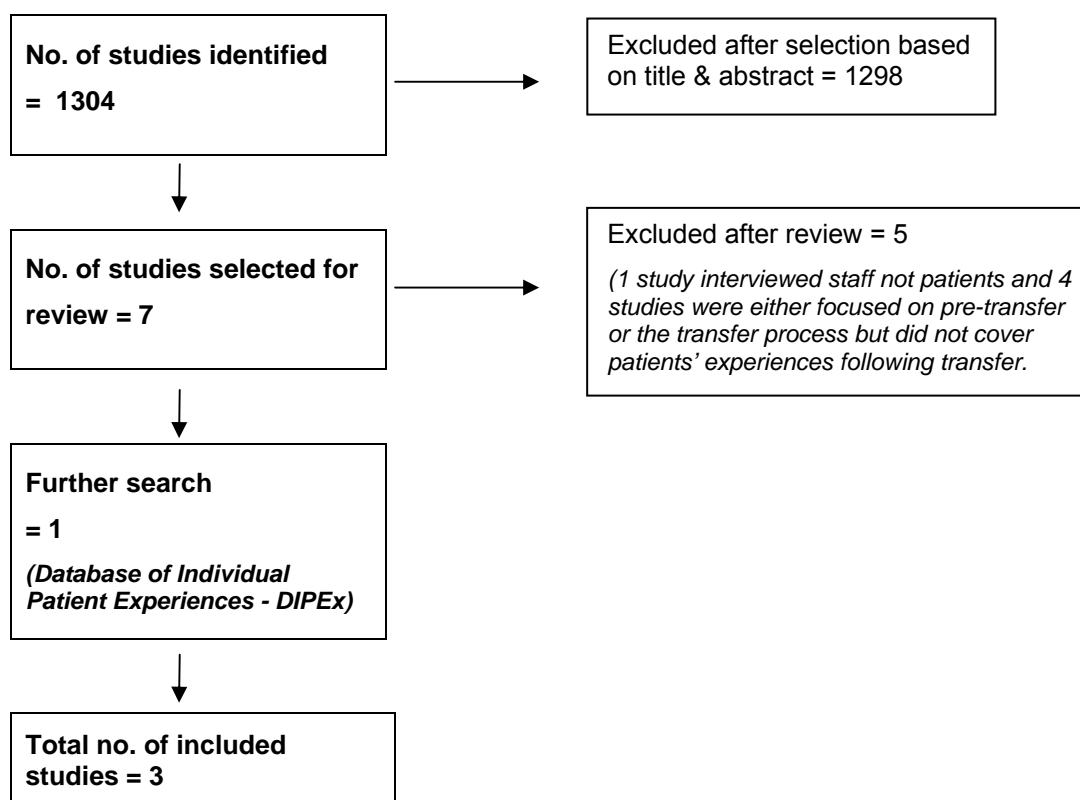 No. of studies identified
= 1304
Excluded after selection based
on title & abstract = 1298
No. of studies selected for
review = 7
Excluded after review = 5
(1 study interviewed staff not patients and 4
studies were either focused on pre-transfer
or the transfer process but did not cover
patients’ experiences following transfer.
Further search
= 1
(Database of Individual
Patient Experiences - DIPEx)
Total no. of included
studies = 3